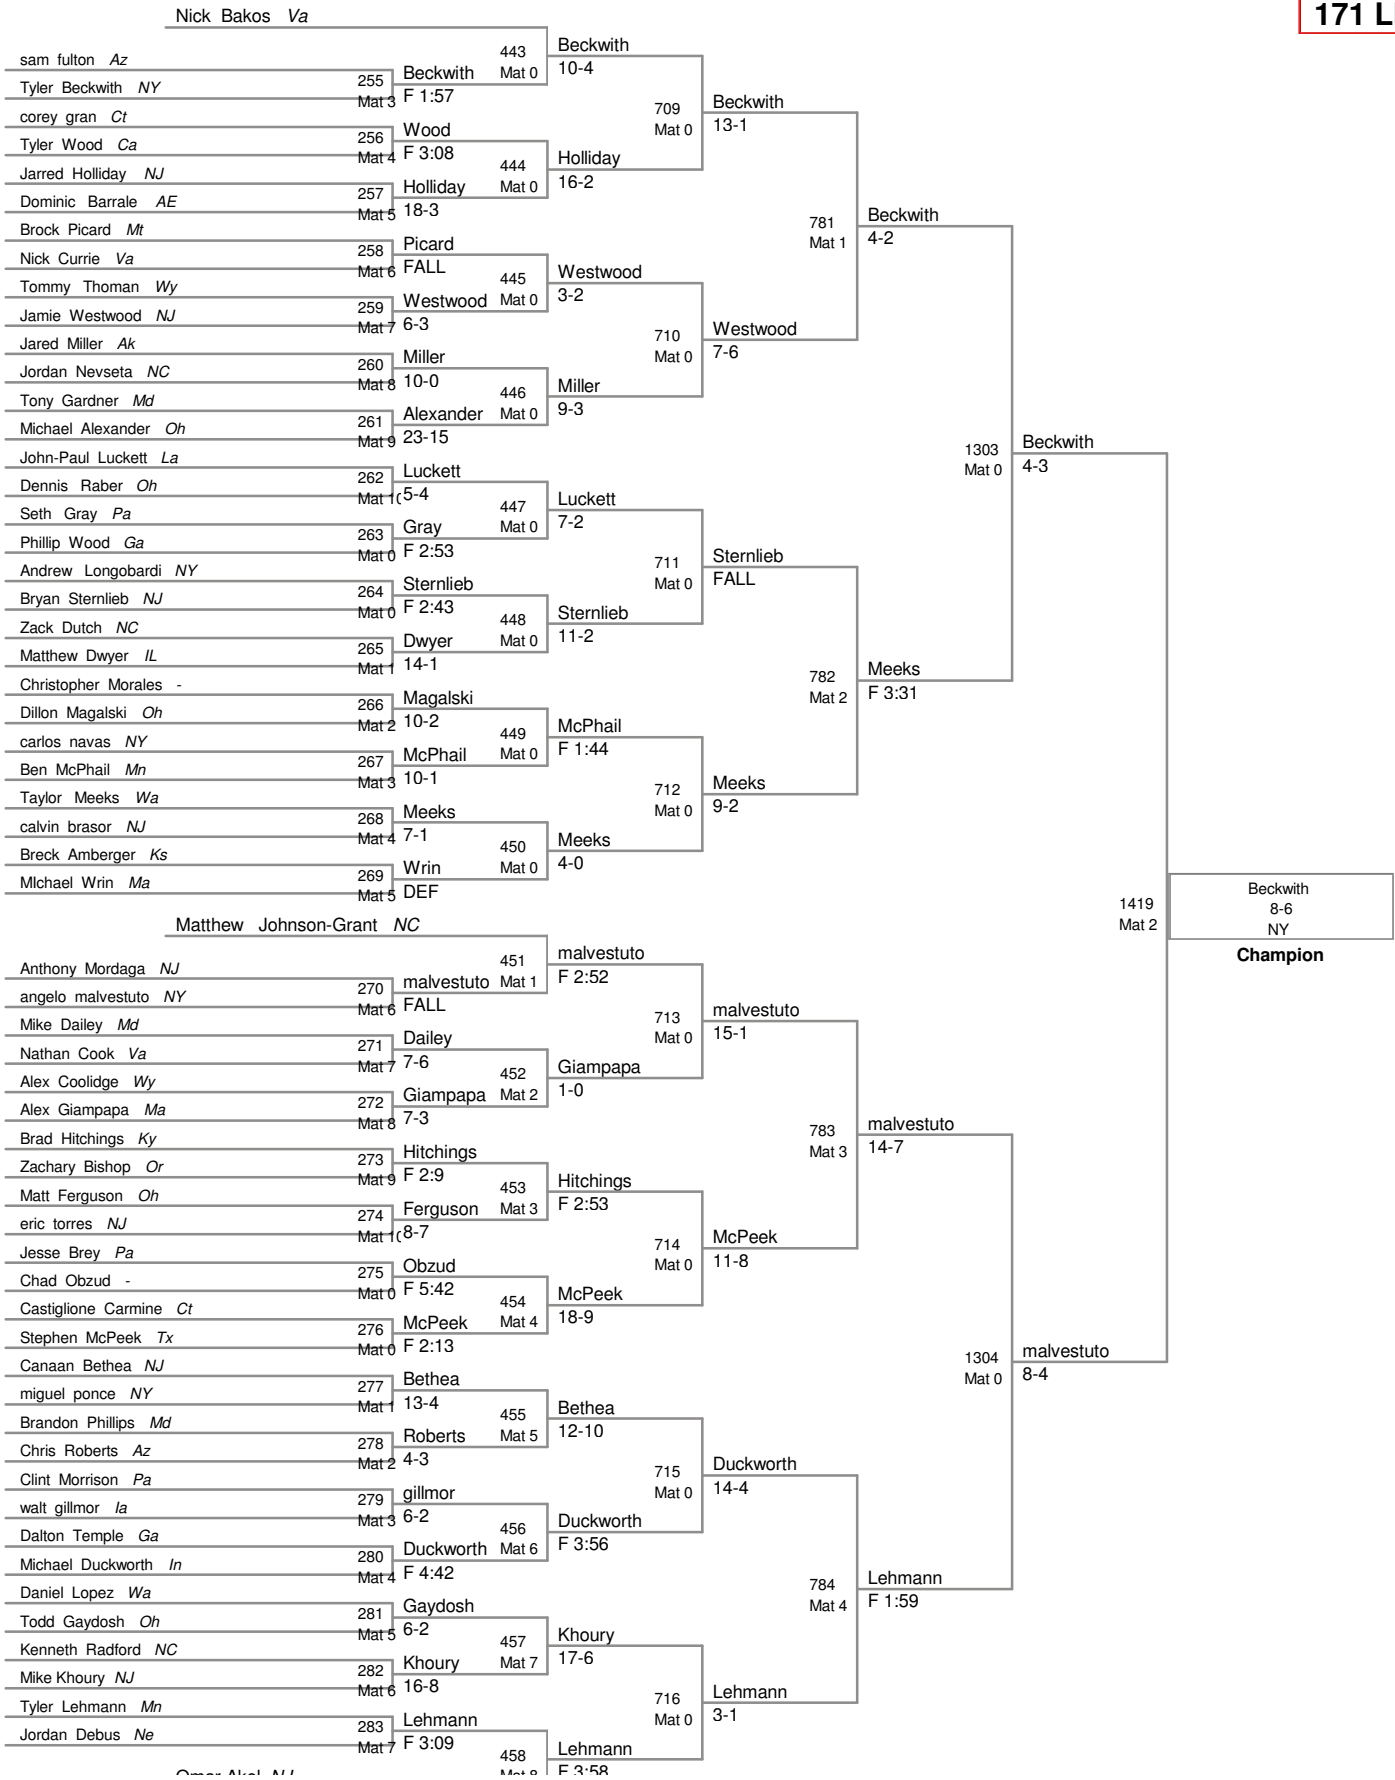 171 L
Nick Bakos Va
sam fulton Az
Tyler Beckwith NY
corey gran Ct
Tyler Wood Ca
Jarred Holliday NJ
Dominic Barrale AE
Brock Picard Mt
Nick Currie Va
Tommy Thoman Wy
Jamie Westwood NJ
Jared Miller Ak
Jordan Nevseta NC
Tony Gardner Md
Michael Alexander Oh
John-Paul Luckett La
Dennis Raber Oh
Seth Gray Pa
Phillip Wood Ga
Andrew Longobardi NY
Bryan Sternlieb NJ
Zack Dutch NC
Matthew Dwyer IL
Christopher Morales -
Dillon Magalski Oh
carlos navas NY
Ben McPhail Mn
Taylor Meeks Wa
calvin brasor NJ
Breck Amberger Ks
MIchael Wrin Ma
255 Beckwith
Mat 3 F 1:57
256 Wood
Mat 4 F 3:08
257 Holliday
Mat 5 18-3
258 Picard
Mat 6 FALL
259 Westwood
Mat 7 6-3
260 Miller
Mat 8 10-0
261 Alexander
Mat 9 23-15
262 Luckett
Mat 10 5-4
263 Gray
Mat 0 F 2:53
264 Sternlieb
Mat 0 F 2:43
265 Dwyer
Mat 1 14-1
266 Magalski
Mat 2 10-2
267 McPhail
Mat 3 10-1
268 Meeks
Mat 4 7-1
269 Wrin
Mat 5 DEF
443 Beckwith
Mat 0 10-4
444 Holliday
Mat 0 16-2
445 Westwood
Mat 0 3-2
446 Miller
Mat 0 9-3
447 Luckett
Mat 0 7-2
448 Sternlieb
Mat 0 11-2
449 McPhail
Mat 0 F 1:44
450 Meeks
Mat 0 4-0
709 Beckwith
Mat 0 13-1
710 Westwood
Mat 0 7-6
711 Sternlieb
Mat 0 FALL
712 Meeks
Mat 0 9-2
781 Beckwith
Mat 1 4-2
782 Meeks
Mat 2 F 3:31
1303 Beckwith
Mat 0 4-3
Matthew Johnson-Grant NC
Anthony Mordaga NJ
angelo malvestuto NY
Mike Dailey Md
Nathan Cook Va
Alex Coolidge Wy
Alex Giampapa Ma
Brad Hitchings Ky
Zachary Bishop Or
Matt Ferguson Oh
eric torres NJ
Jesse Brey Pa
Chad Obzud -
Castiglione Carmine Ct
Stephen McPeek Tx
Canaan Bethea NJ
miguel ponce NY
Brandon Phillips Md
Chris Roberts Az
Clint Morrison Pa
walt gillmor Ia
Dalton Temple Ga
Michael Duckworth In
Daniel Lopez Wa
Todd Gaydosh Oh
Kenneth Radford NC
Mike Khoury NJ
Tyler Lehmann Mn
Jordan Debus Ne
Omar Akel NJ
270 malvestuto
Mat 6 FALL
271 Dailey
Mat 7 7-6
272 Giampapa
Mat 8 7-3
273 Hitchings
Mat 9 F 2:9
274 Ferguson
Mat 10 8-7
275 Obzud
Mat 0 F 5:42
276 McPeek
Mat 0 F 2:13
277 Bethea
Mat 1 13-4
278 Roberts
Mat 2 4-3
279 gillmor
Mat 3 6-2
280 Duckworth
Mat 4 F 4:42
281 Gaydosh
Mat 5 6-2
282 Khoury
Mat 6 16-8
283 Lehmann
Mat 7 F 3:09
451 malvestuto
Mat 1 F 2:52
452 Giampapa
Mat 2 1-0
453 Hitchings
Mat 3 F 2:53
454 McPeek
Mat 4 18-9
455 Bethea
Mat 5 12-10
456 Duckworth
Mat 6 F 3:56
457 Khoury
Mat 7 17-6
458 Lehmann
Mat 8 F 3:58
713 malvestuto
Mat 0 15-1
714 McPeek
Mat 0 11-8
715 Duckworth
Mat 0 14-4
716 Lehmann
Mat 0 3-1
783 malvestuto
Mat 3 14-7
784 Lehmann
Mat 4 F 1:59
1304 malvestuto
Mat 0 8-4
1419 Beckwith
Mat 2 8-6
NY
Champion